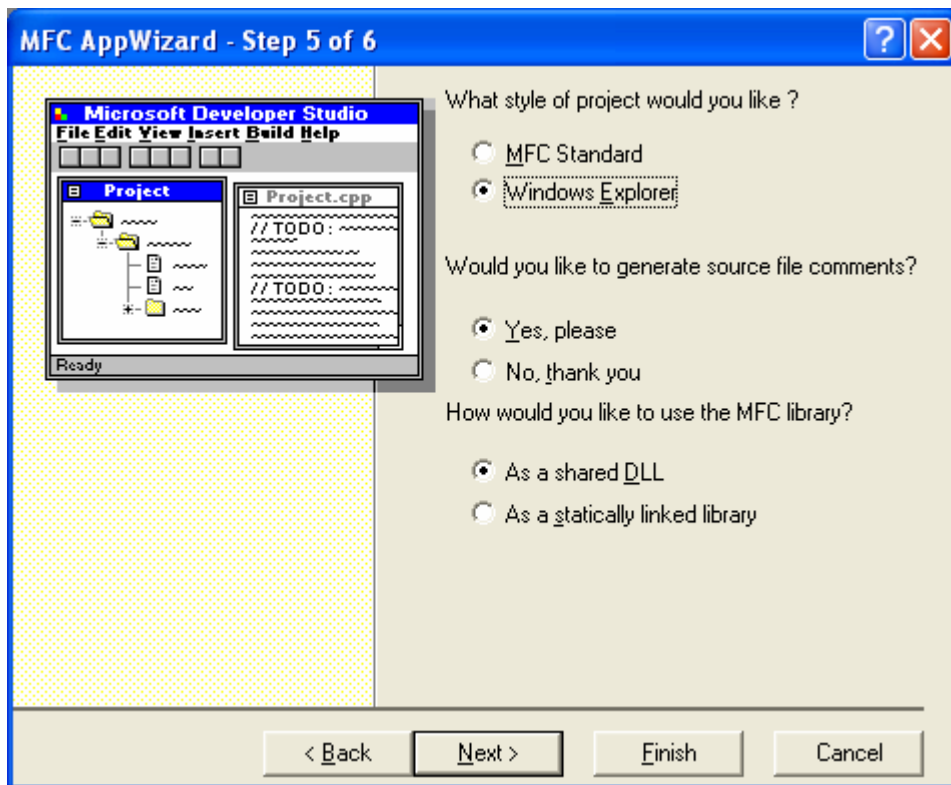 MFC AppWizard - Step 5 of 6
Microsoft Developer Studio
File Edit View Insert Build Help
Project
Project.cpp
//TODO:
//TODO:
Ready
What style of project would you like ?
MFC Standard
Windows Explorer
Would you like to generate source file comments?
Yes, please
No, thank you
How would you like to use the MFC library?
As a shared DLL
As a statically linked library
< Back
Next >
Finish
Cancel